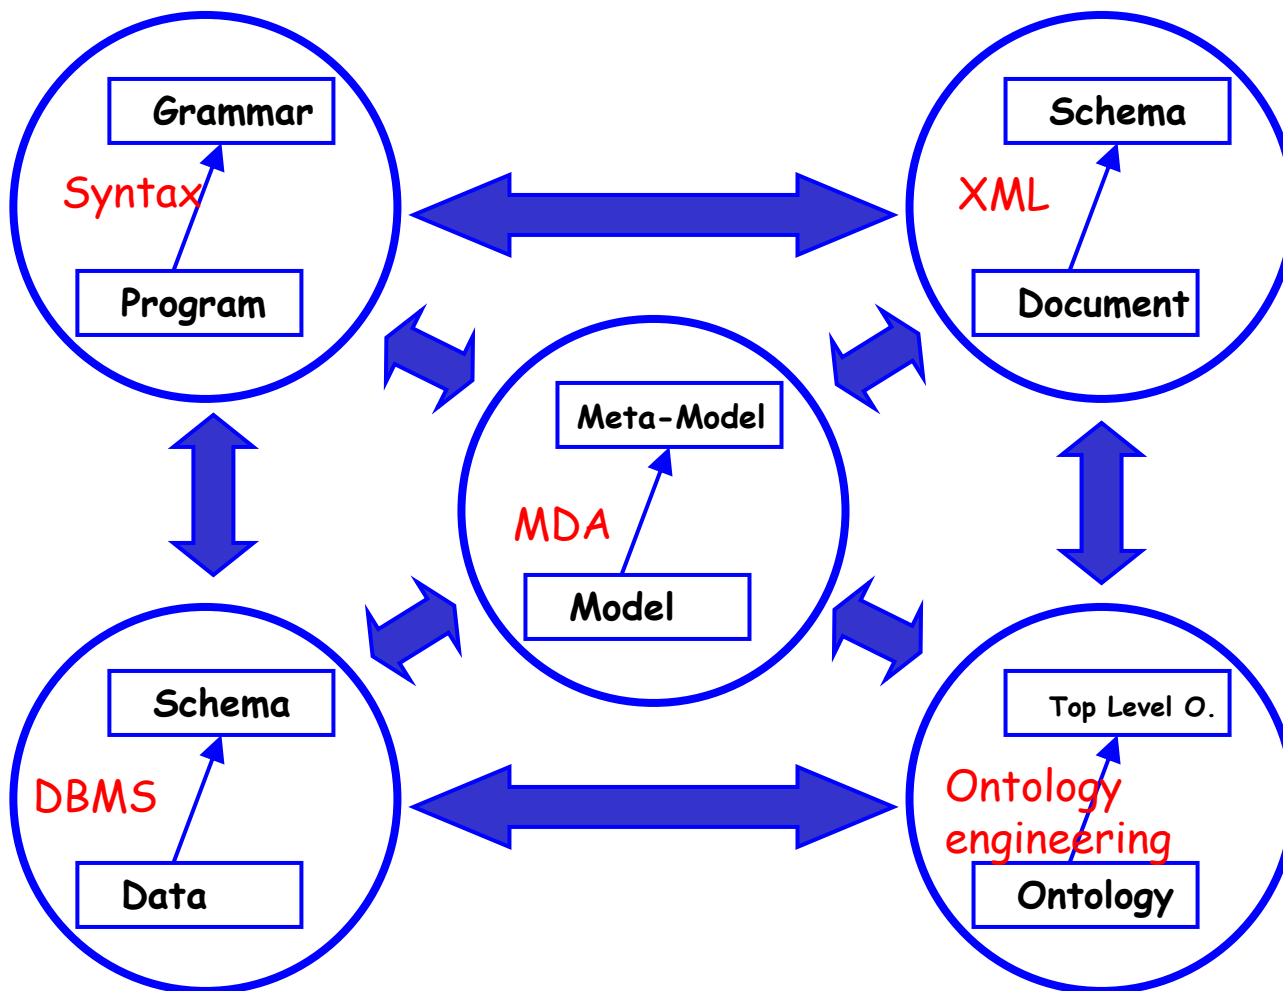 Grammar
Syntax
Program
Schema
XML
Document
Meta-Model
MDA
Model
Schema
DBMS
Data
Top Level O.
Ontology
engineering
Ontology